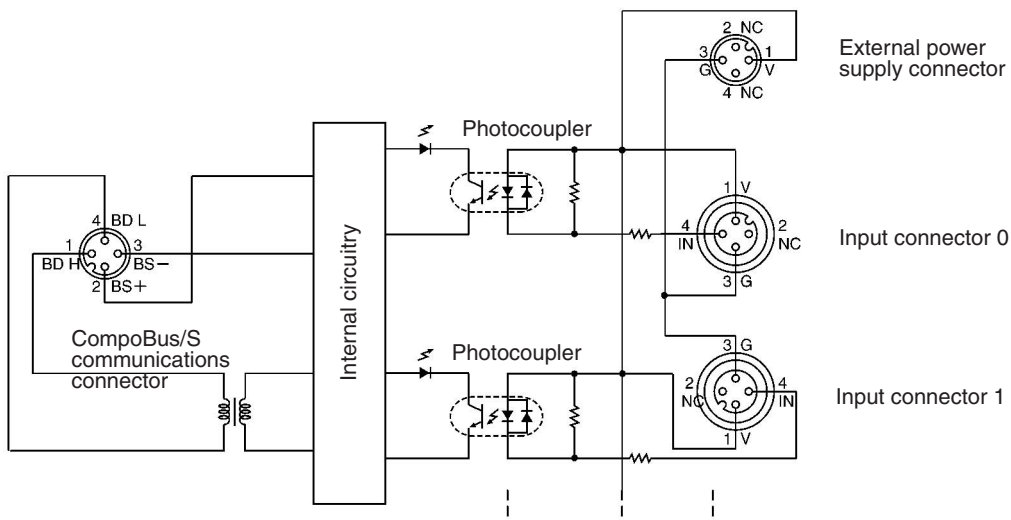 2 NC
3
G
1
V
4 NC
External power
supply connector
Photocoupler
1 V
4
IN
2
NC
3 G
Input connector 0
4 BD L
1
BD H
3
BS−
2 BS+
CompoBus/S
communications
connector
Internal circuitry
Photocoupler
3 G
2
NC
4
IN
1 V
Input connector 1